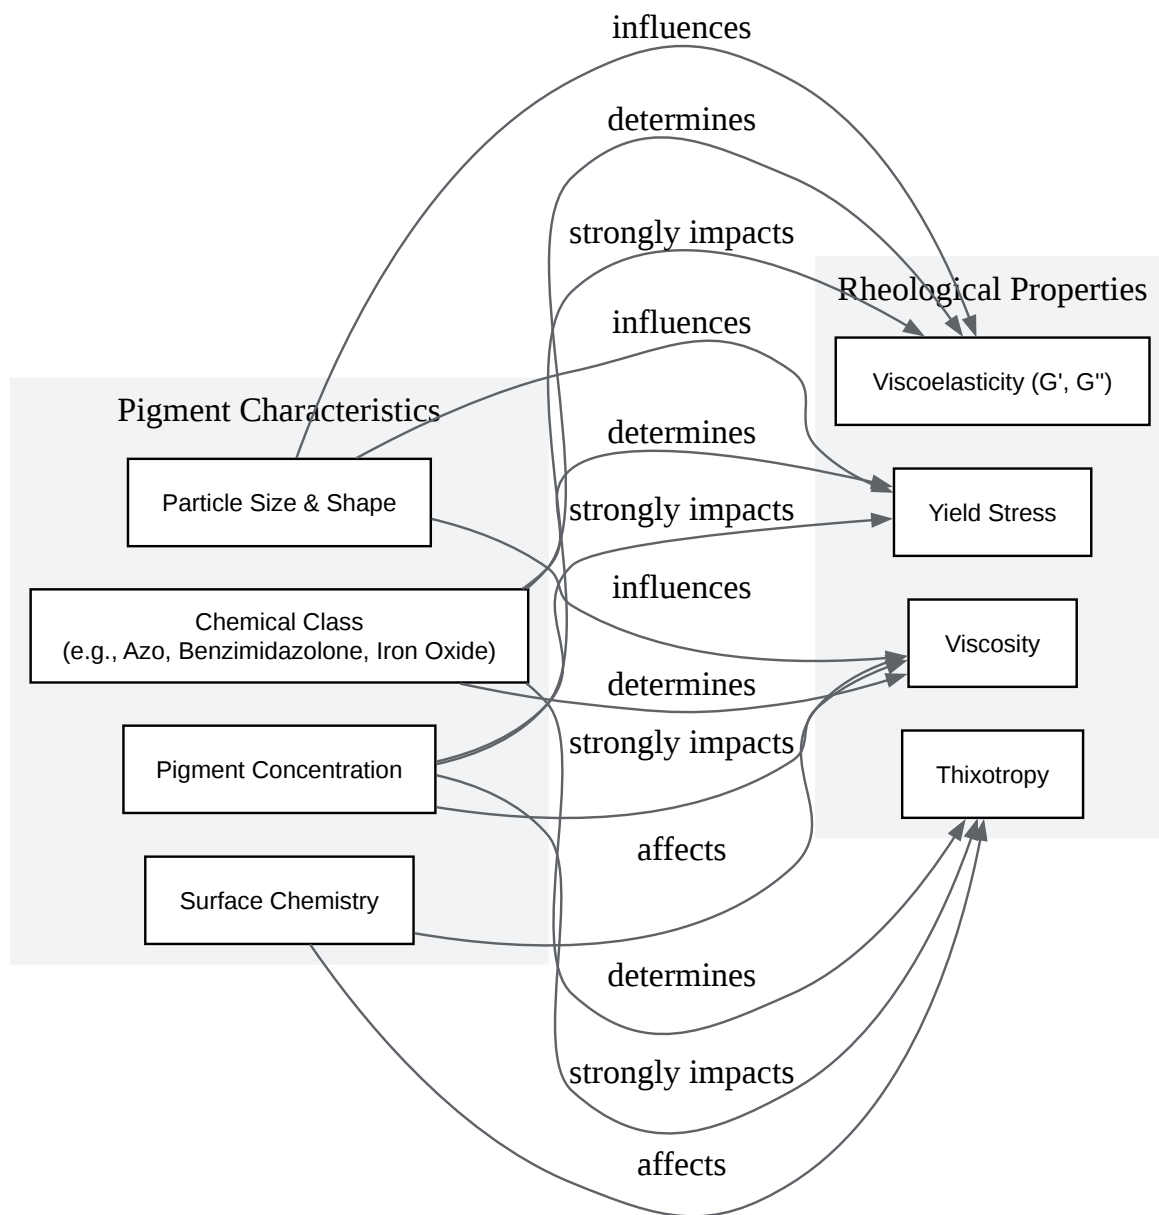 influences
determines
strongly impacts
Rheological Properties
influences
Viscoelasticity (G', G'')
Pigment Characteristics
determines
Particle Size & Shape
strongly impacts
Yield Stress
influences
Chemical Class
(e.g., Azo, Benzimidazolone, Iron Oxide)
Viscosity
determines
strongly impacts
Pigment Concentration
Thixotropy
affects
Surface Chemistry
determines
strongly impacts
affects